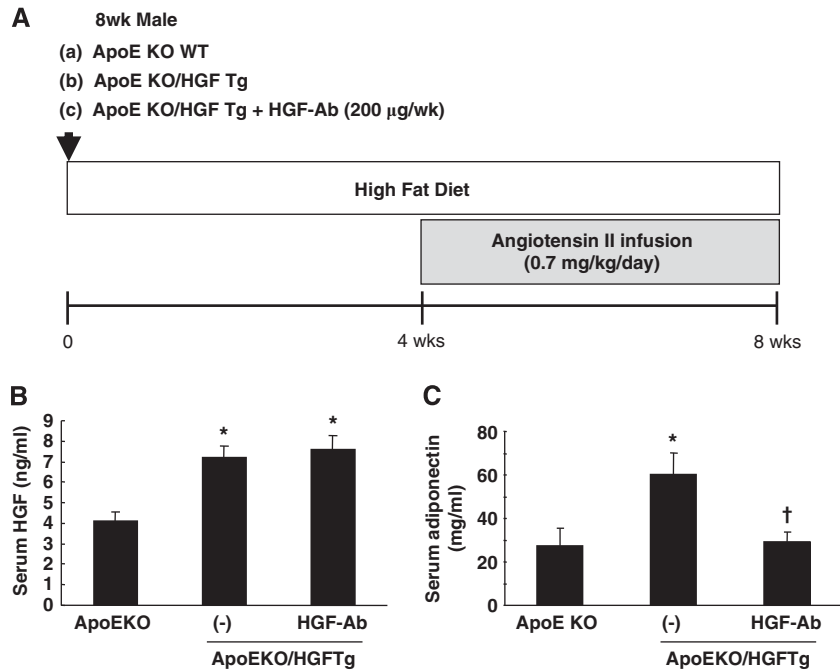 A
8wk Male
(a) ApoE KO WT
(b) ApoE KO/HGF Tg
(c) ApoE KO/HGF Tg + HGF-Ab (200 μg/wk)
High Fat Diet
Angiotensin II infusion
(0.7 mg/kg/day)
0
4 wks
8 wks
B
Serum HGF (ng/ml)
9
8
7
6
5
4
3
2
1
0
*
*
ApoEKO
(-)
HGF-Ab
ApoEKO/HGFTg
C
Serum adiponectin
(mg/ml)
80
60
40
20
0
*
†
ApoE KO
(-)
HGF-Ab
ApoEKO/HGFTg